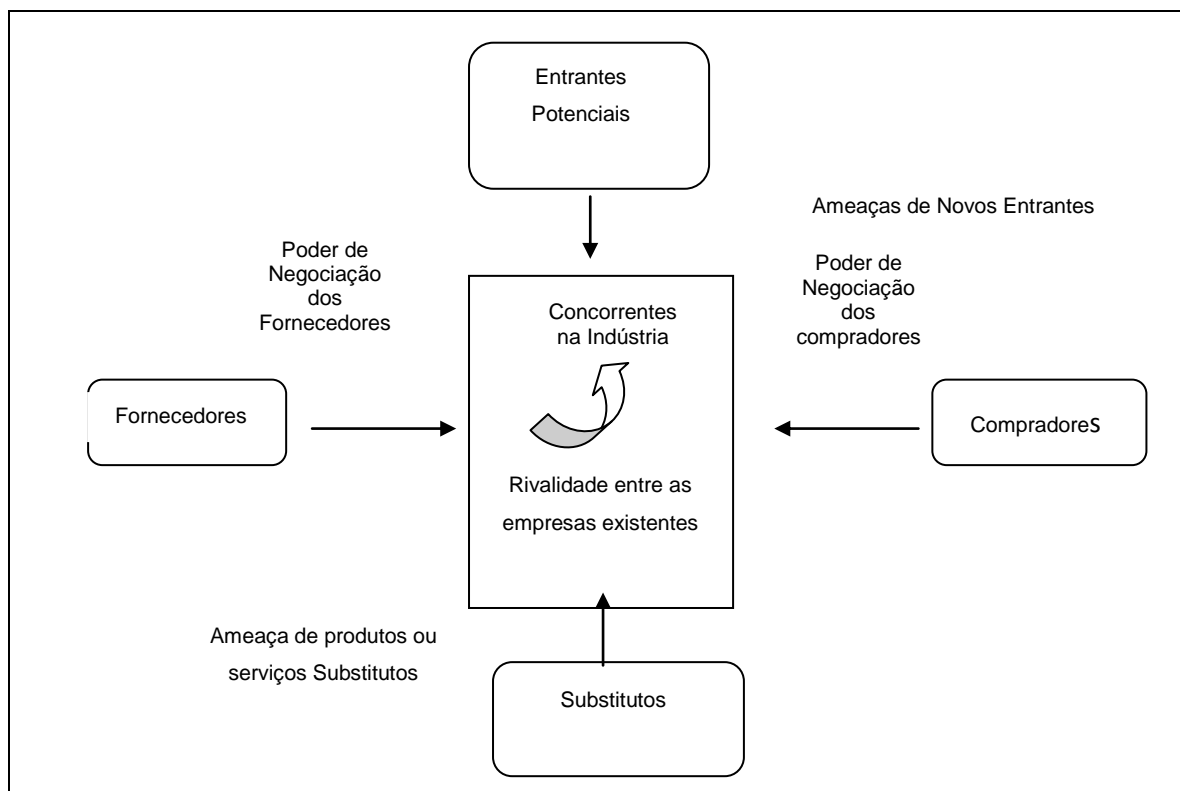 Entrantes
Potenciais
Ameaças de Novos Entrantes
Poder de
Negociação
dos
Fornecedores
Poder de
Negociação
dos
compradores
Concorrentes
na Indústria
Fornecedores
CompradoreS
Rivalidade entre as
empresas existentes
Ameaça de produtos ou
serviços Substitutos
Substitutos